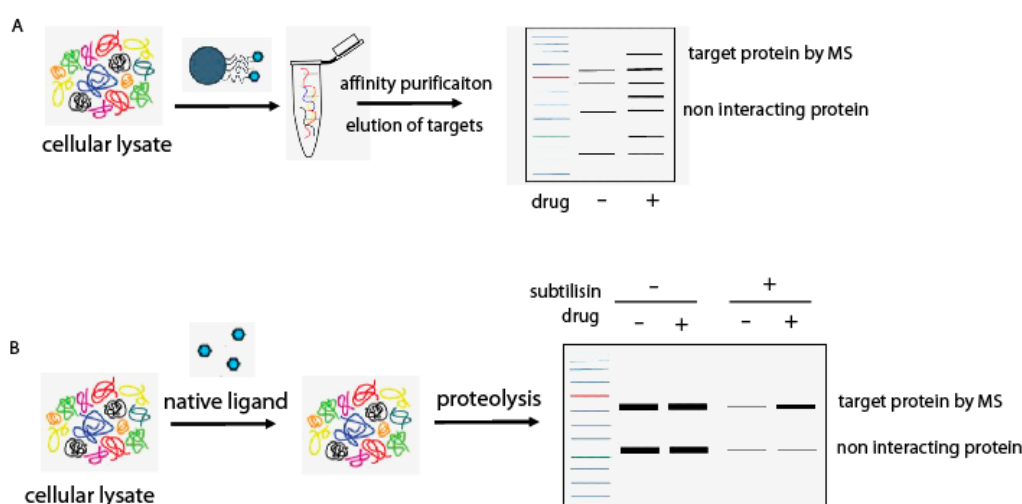 A
cellular lysate
affinity purificaiton
elution of targets
target protein by MS
non interacting protein
drug − +
B
cellular lysate
native ligand
proteolysis
subtilisin − +
drug − + − +
target protein by MS
non interacting protein